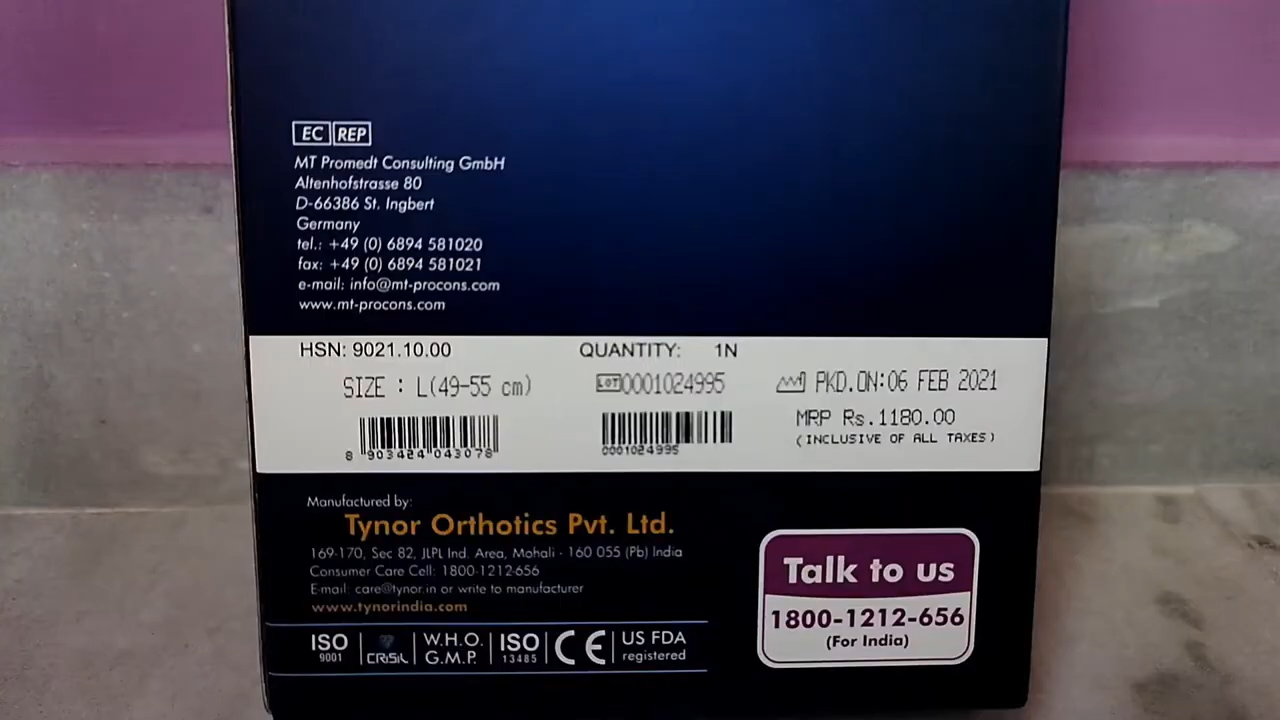 EC REP
MT Promedt Consulting GmbH
Altenhofstrasse 80
D-66386 St. Ingbert
Germany
tel.: +49 (0) 6894 581020
fax: +49 (0) 6894 581021
e-mail: info@mt-procons.com
www.mt-procons.com
HSN: 9021.10.00 QUANTITY: 1N
SIZE : L(49-55 cm) LOT 0001024995 PKD.ON:06 FEB 2021
MRP Rs.1180.00
(INCLUSIVE OF ALL TAXES)
8 903424 043078 0001024995
Manufactured by:
Tynor Orthotics Pvt. Ltd.
169-170, Sec 82, JLPL Ind. Area, Mohali - 160 055 (Pb) India
Consumer Care Cell: 1800-1212-656
E-mail: care@tynor.in or write to manufacturer
www.tynorindia.com
ISO 9001 CRISIL W.H.O. G.M.P. ISO 13485 CE US FDA registered
Talk to us
1800-1212-656
(For India)